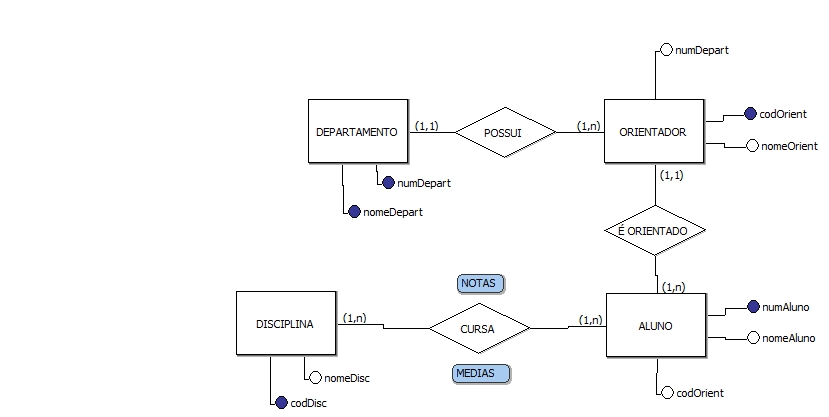 numDepart
codOrient
nomeOrient
DEPARTAMENTO
(1,1)
POSSUI
(1,n)
ORIENTADOR
numDepart
nomeDepart
(1,1)
É ORIENTADO
(1,n)
NOTAS
DISCIPLINA
(1,n)
CURSA
(1,n)
ALUNO
numAluno
nomeAluno
MEDIAS
nomeDisc
codDisc
codOrient